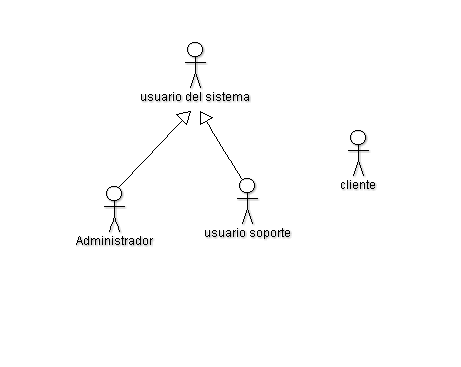 usuario del sistema
cliente
usuario soporte
Administrador